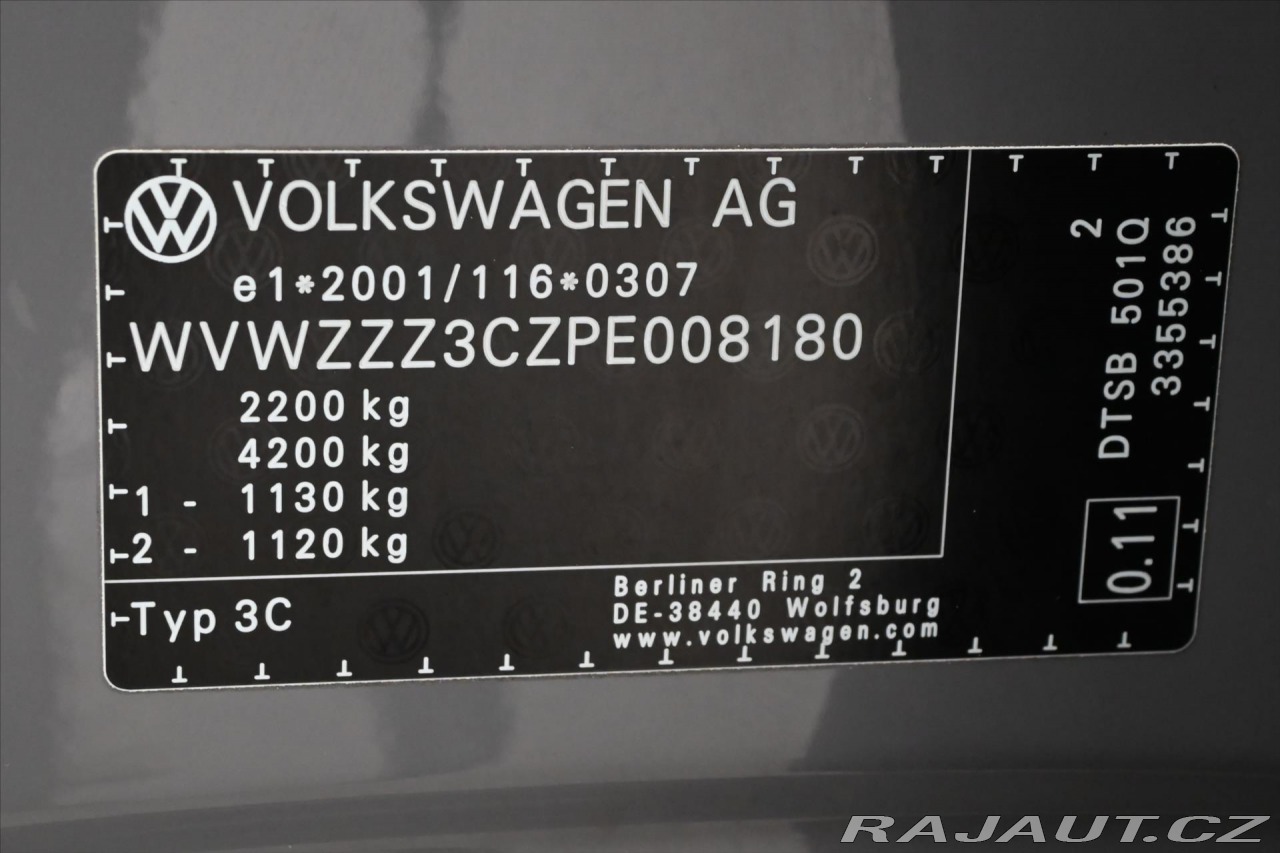 VOLKSWAGEN AG
e1*2001/116*0307
WVWZZZ3CZPE008180
2200 kg
4200 kg
1 - 1130 kg
2 - 1120 kg
Typ 3C
Berliner Ring 2
DE-38440 Wolfsburg
www.volkswagen.com
2
DTSB 501Q
3355386
0.11
RAJAUT.CZ